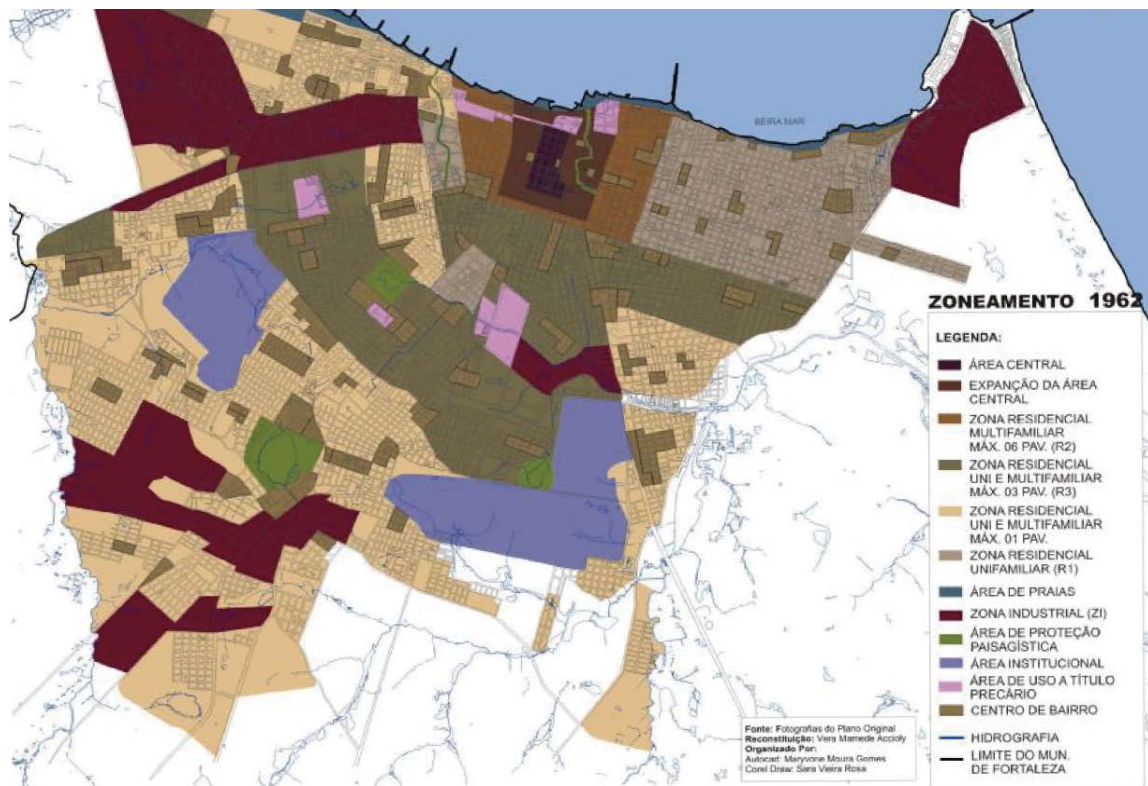 BEIRA MAR
ZONEAMENTO 1962
LEGENDA:
ÁREA CENTRAL
EXPANÇÃO DA ÁREA
CENTRAL
ZONA RESIDENCIAL
MULTIFAMILIAR
MÁX. 06 PAV. (R2)
ZONA RESIDENCIAL
UNI E MULTIFAMILIAR
MÁX. 03 PAV. (R3)
ZONA RESIDENCIAL
UNI E MULTIFAMILIAR
MÁX. 01 PAV.
ZONA RESIDENCIAL
UNIFAMILIAR (R1)
ÁREA DE PRAIAS
ZONA INDUSTRIAL (ZI)
ÁREA DE PROTEÇÃO
PAISAGÍSTICA
ÁREA INSTITUCIONAL
ÁREA DE USO A TÍTULO
PRECÁRIO
CENTRO DE BAIRRO
HIDROGRAFIA
LIMITE DO MUN.
DE FORTALEZA
Fonte: Fotografias do Plano Original
Reconstituição: Vera Mamede Accioly
Organizado Por:
Autocad: Maryvone Moura Gomes
Corel Draw: Sara Vieira Rosa